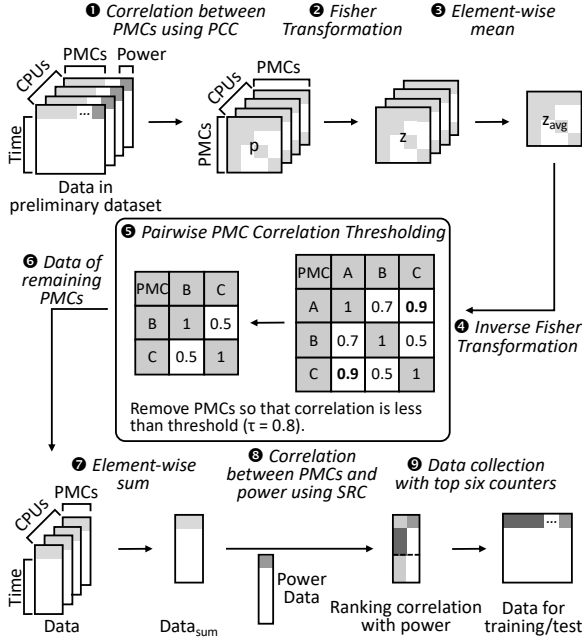 ❶ Correlation between
PMCs using PCC
❷ Fisher
Transformation
❸ Element-wise
mean
CPUs
PMCs
Power
...
Time
Data in
preliminary dataset
CPUs
PMCs
PMCs
p
z
zavg
❹ Inverse Fisher
Transformation
❺ Pairwise PMC Correlation Thresholding
PMC A B C
A 1 0.7 0.9
B 0.7 1 0.5
C 0.9 0.5 1
PMC B C
B 1 0.5
C 0.5 1
Remove PMCs so that correlation is less
than threshold (τ = 0.8).
❻ Data of
remaining
PMCs
❼ Element-wise
sum
CPUs
PMCs
Time
Data
Datasum
❽ Correlation
between PMCs and
power using SRC
Power
Data
Ranking correlation
with power
❾ Data collection
with top six counters
...
Data for
training/test